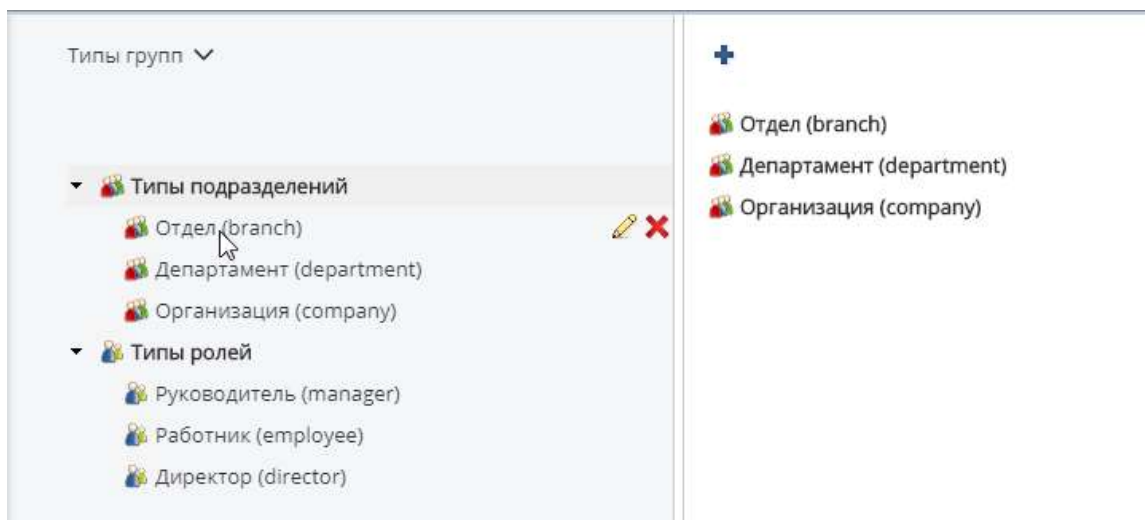 Типы групп
Типы подразделений
Отдел (branch)
Департамент (department)
Организация (company)
Типы ролей
Руководитель (manager)
Работник (employee)
Директор (director)
Отдел (branch)
Департамент (department)
Организация (company)